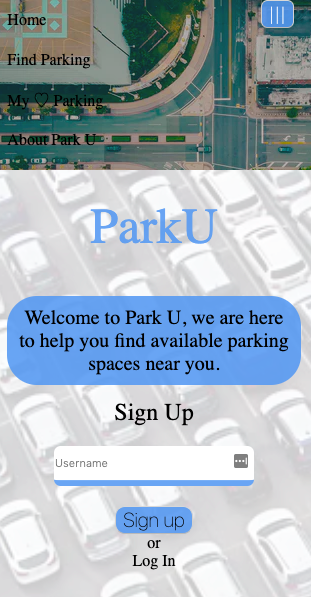 Home
Find Parking
My ♡ Parking
About Park U
ParkU
Welcome to Park U, we are here
to help you find available parking
spaces near you.
Sign Up
Username
Sign up
or
Log In